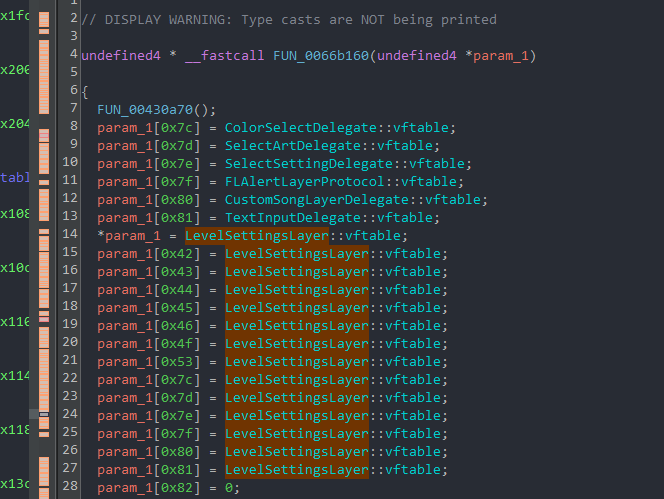 x1fc
x200
x204
tabl
x108
x10c
x110
x114
x118
x13c
1
2 // DISPLAY WARNING: Type casts are NOT being printed
3
4 undefined4 * __fastcall FUN_0066b160(undefined4 *param_1)
5
6 {
7 FUN_00430a70();
8 param_1[0x7c] = ColorSelectDelegate::vftable;
9 param_1[0x7d] = SelectArtDelegate::vftable;
10 param_1[0x7e] = SelectSettingDelegate::vftable;
11 param_1[0x7f] = FLAlertLayerProtocol::vftable;
12 param_1[0x80] = CustomSongLayerDelegate::vftable;
13 param_1[0x81] = TextInputDelegate::vftable;
14 *param_1 = LevelSettingsLayer::vftable;
15 param_1[0x42] = LevelSettingsLayer::vftable;
16 param_1[0x43] = LevelSettingsLayer::vftable;
17 param_1[0x44] = LevelSettingsLayer::vftable;
18 param_1[0x45] = LevelSettingsLayer::vftable;
19 param_1[0x46] = LevelSettingsLayer::vftable;
20 param_1[0x4f] = LevelSettingsLayer::vftable;
21 param_1[0x53] = LevelSettingsLayer::vftable;
22 param_1[0x7c] = LevelSettingsLayer::vftable;
23 param_1[0x7d] = LevelSettingsLayer::vftable;
24 param_1[0x7e] = LevelSettingsLayer::vftable;
25 param_1[0x7f] = LevelSettingsLayer::vftable;
26 param_1[0x80] = LevelSettingsLayer::vftable;
27 param_1[0x81] = LevelSettingsLayer::vftable;
28 param_1[0x82] = 0;